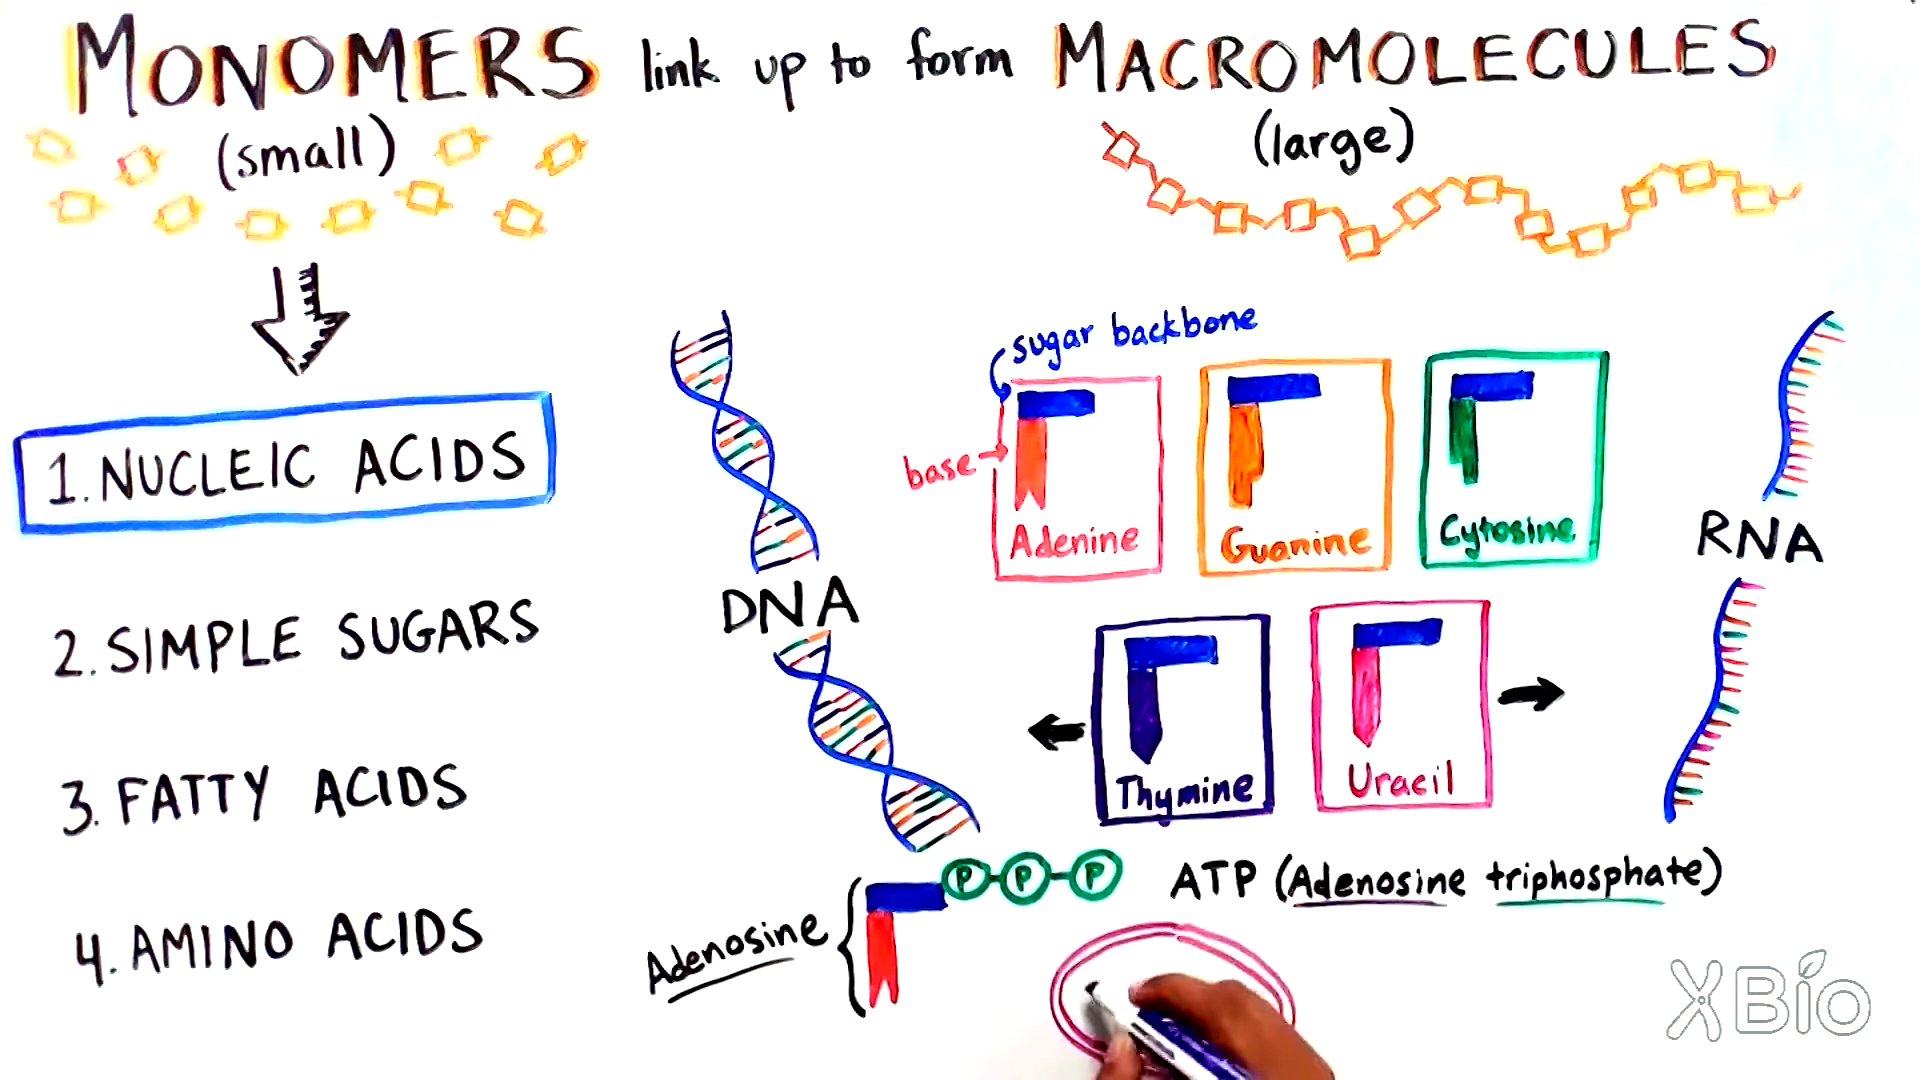 MONOMERS link up to form MACROMOLECULES
(small)
(large)
1. NUCLEIC ACIDS
2. SIMPLE SUGARS
3. FATTY ACIDS
4. AMINO ACIDS
DNA
sugar backbone
base
Adenine
Guanine
Cytosine
RNA
Thymine
Uracil
P P P
ATP (Adenosine triphosphate)
Adenosine
XBio